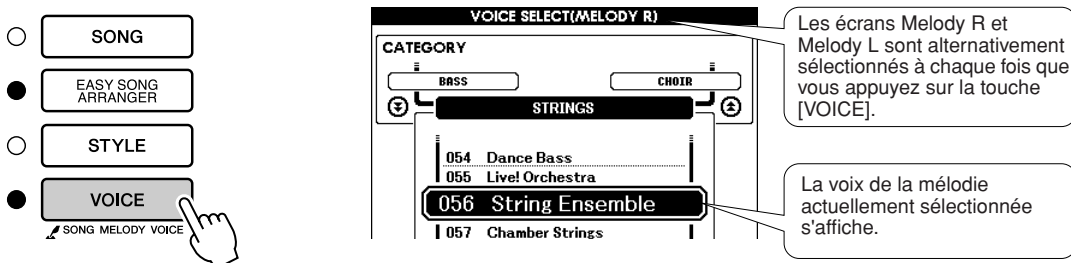 SONG
EASY SONG
ARRANGER
STYLE
VOICE
SONG MELODY VOICE
VOICE SELECT(MELODY R)
CATEGORY
BASS
CHOIR
STRINGS
054 Dance Bass
055 Live! Orchestra
056 String Ensemble
057 Chamber Strings
Les écrans Melody R et
Melody L sont alternativement
sélectionnés à chaque fois que
vous appuyez sur la touche
[VOICE].
La voix de la mélodie
actuellement sélectionnée
s'affiche.